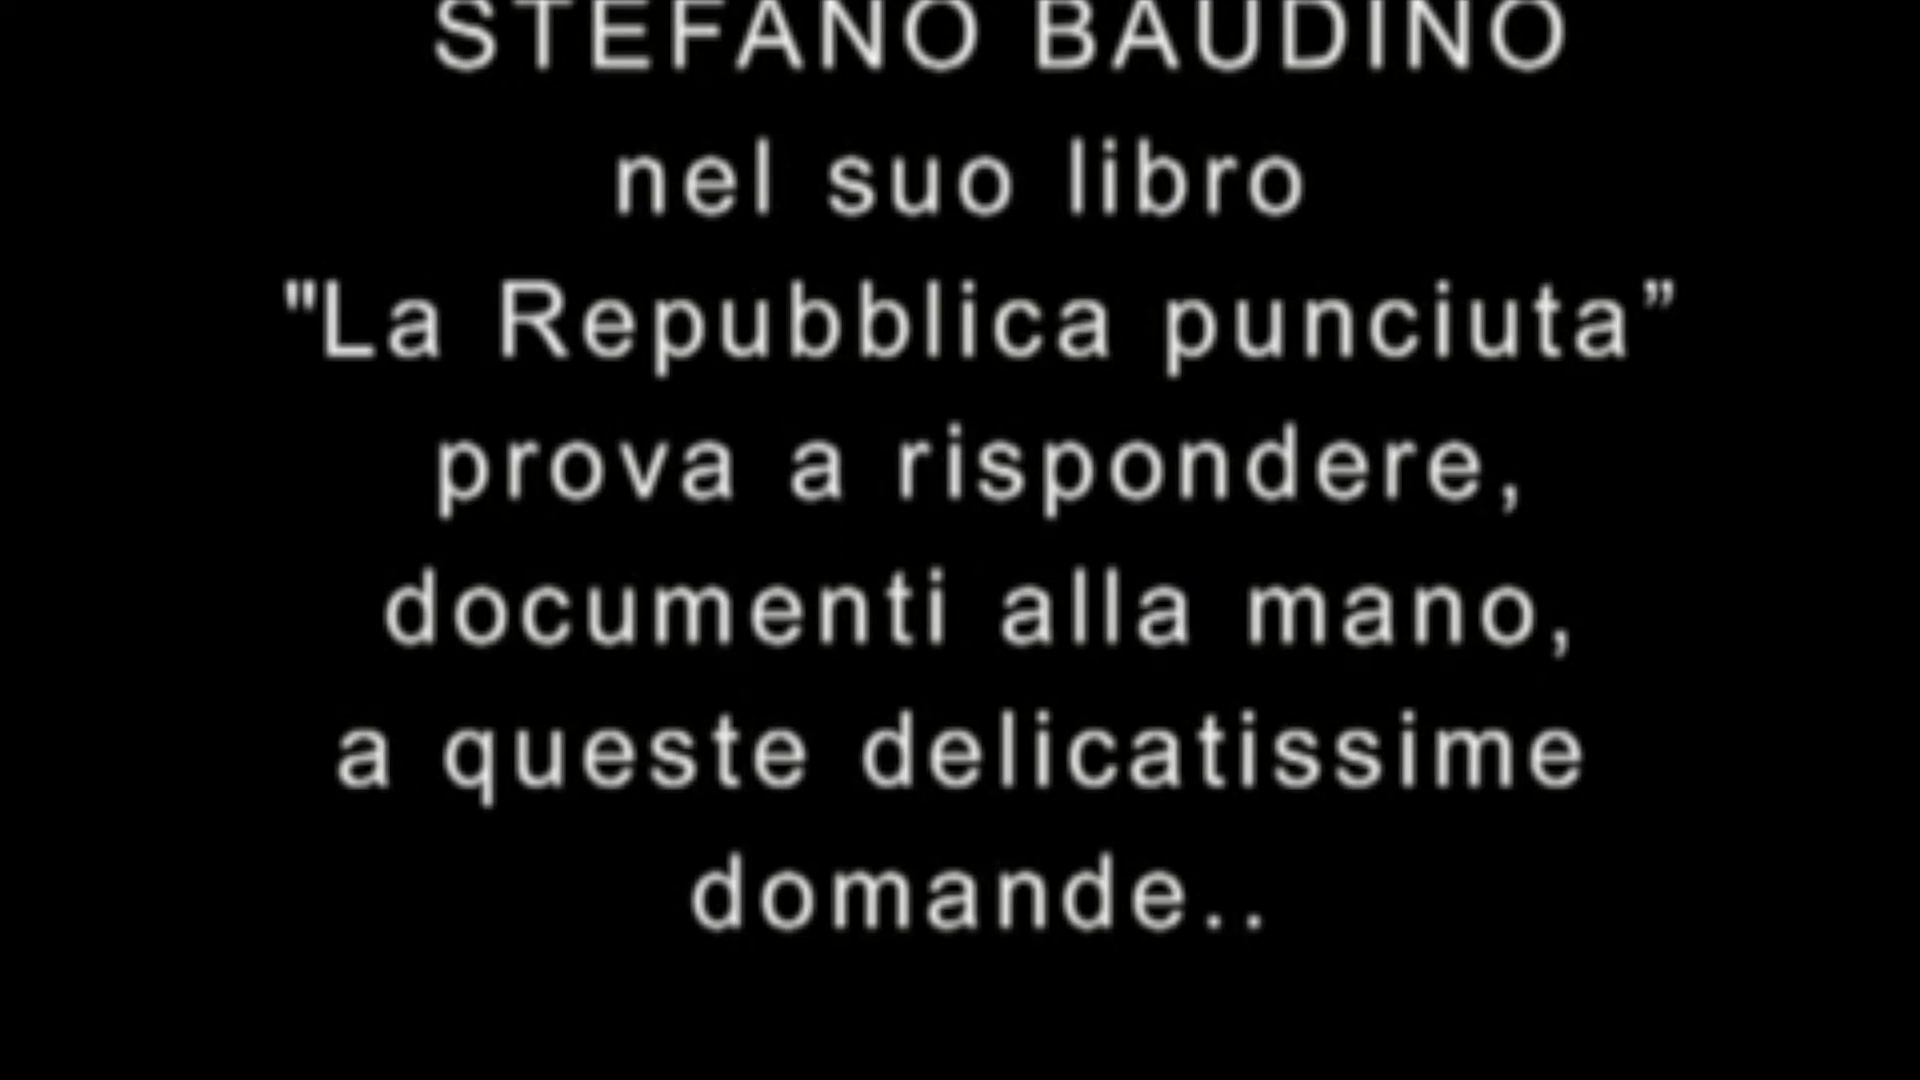 STEFANO BAUDINO
nel suo libro
"La Repubblica punciuta”
prova a rispondere,
documenti alla mano,
a queste delicatissime
domande..